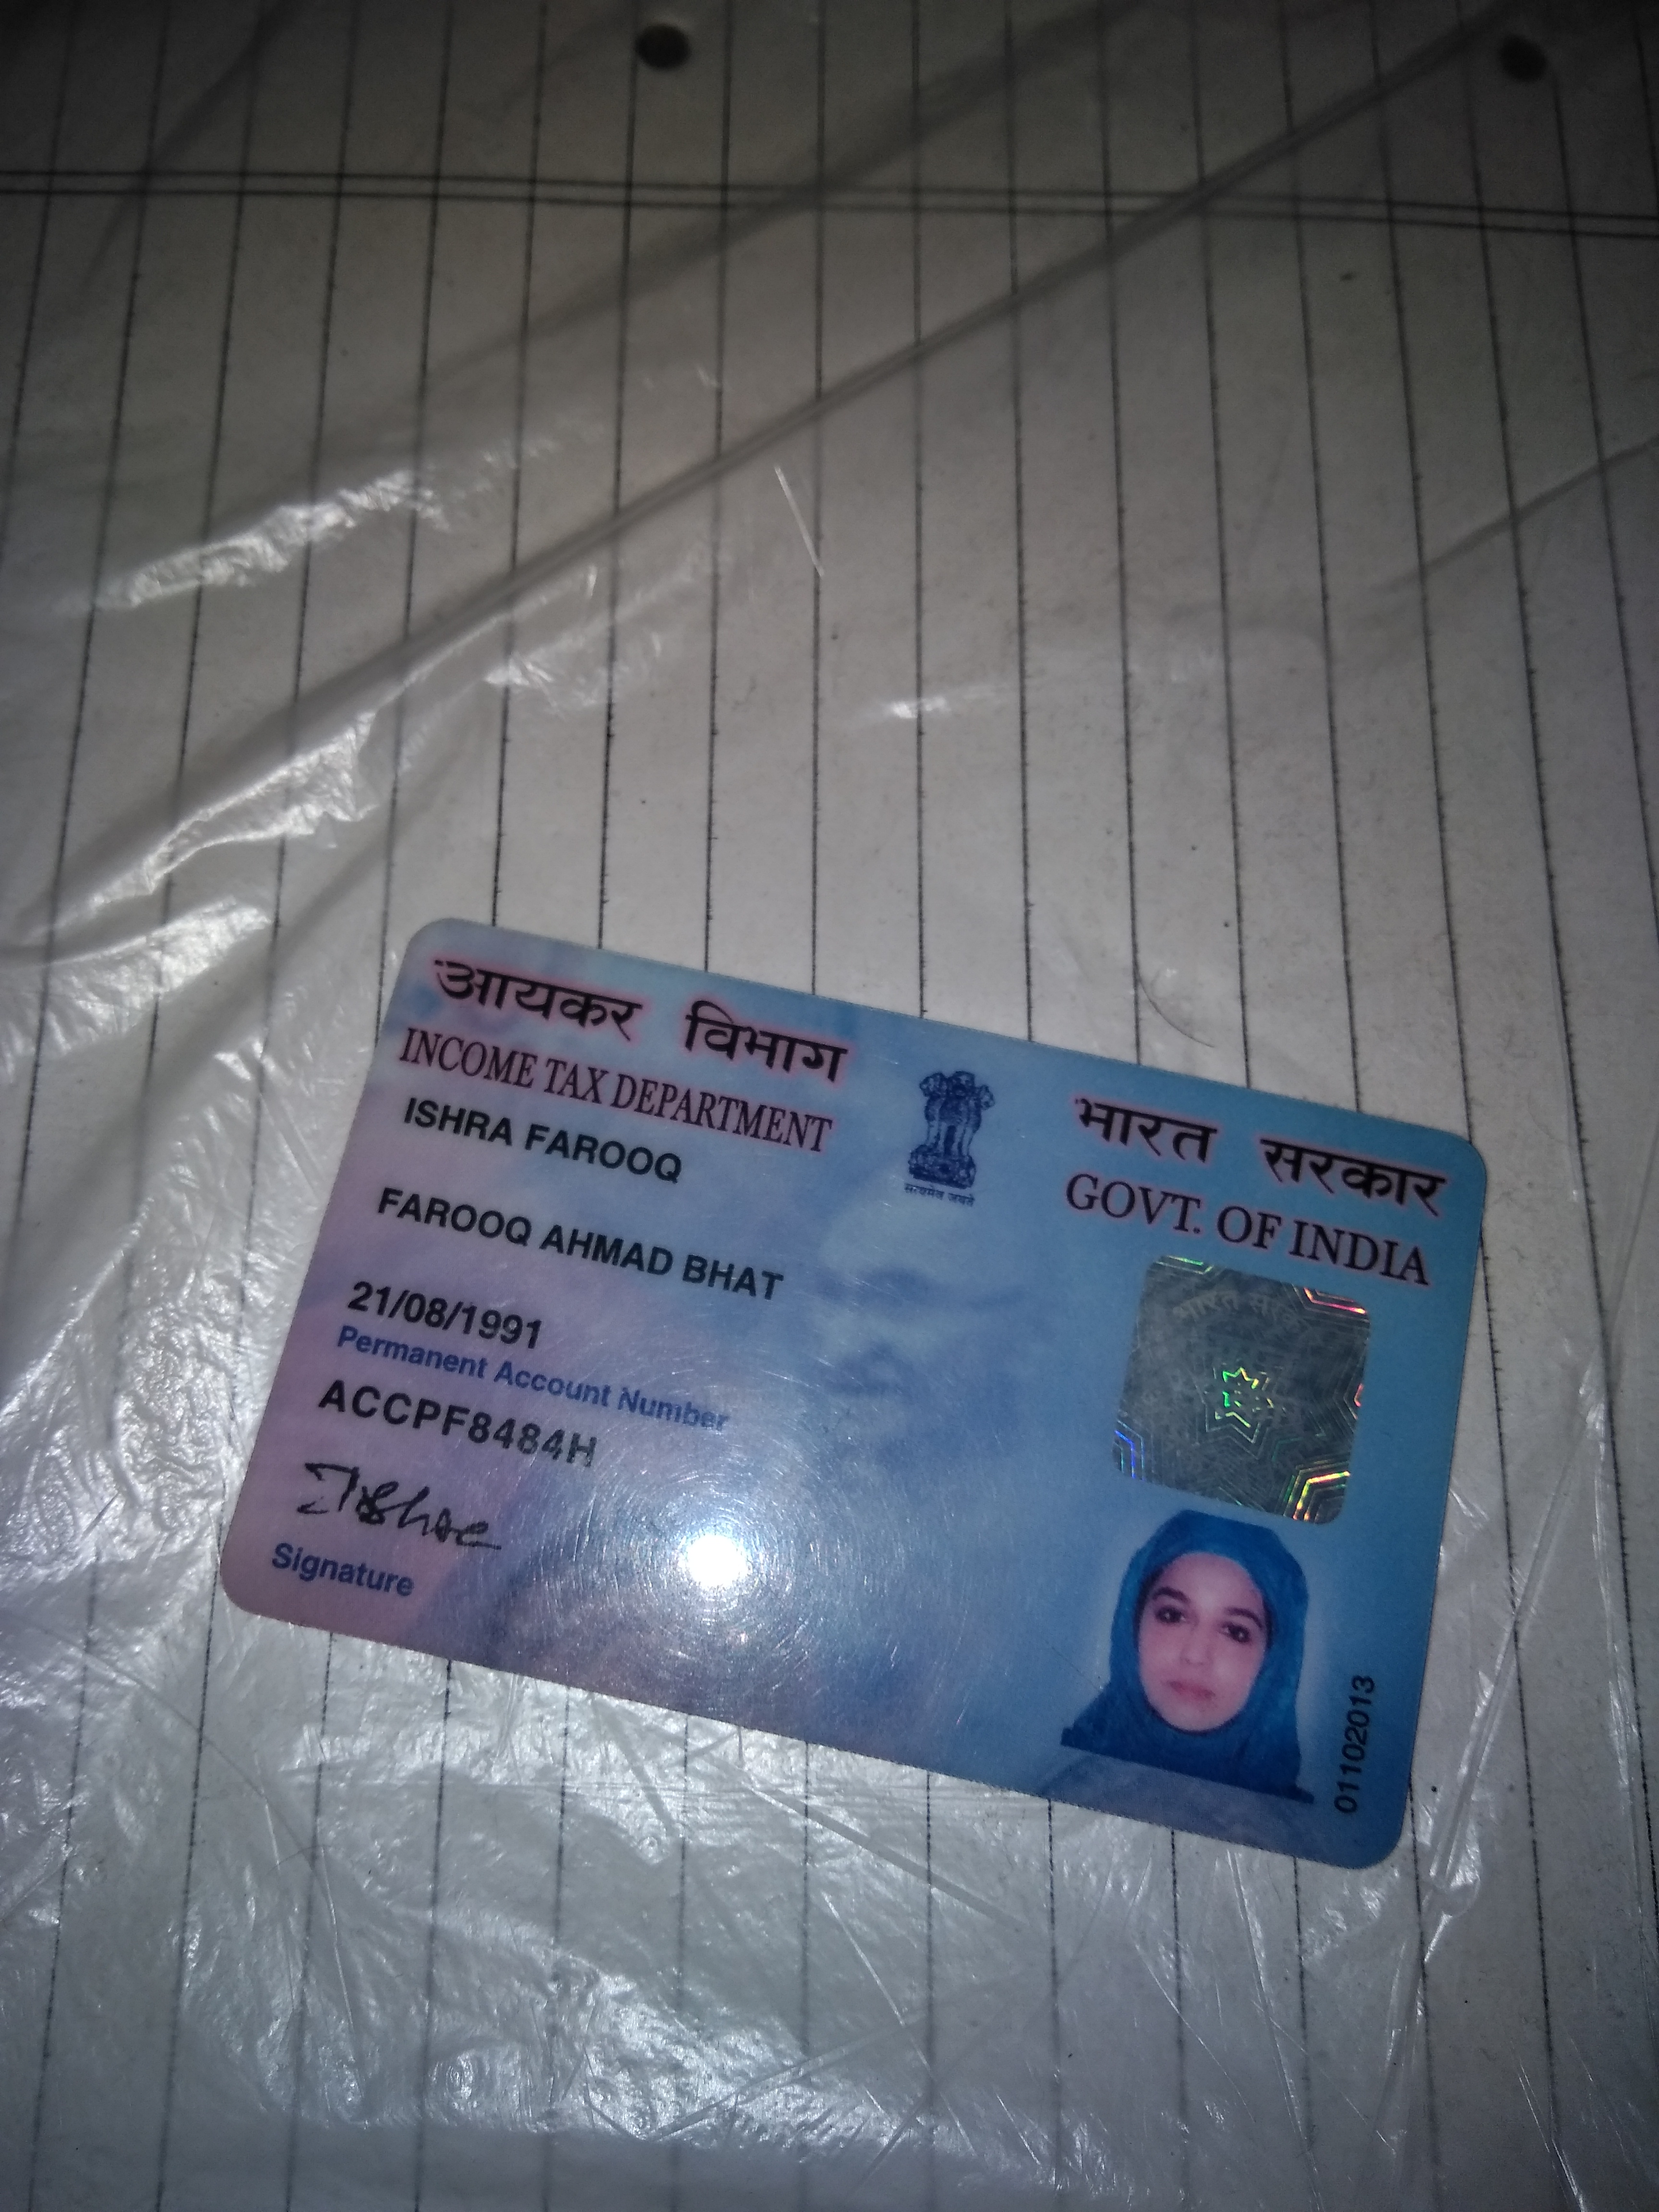 आयकर विभाग
INCOME TAX DEPARTMENT
भारत सरकार
GOVT. OF INDIA
सत्यमेव जयते
ISHRA FAROOQ
FAROOQ AHMAD BHAT
21/08/1991
Permanent Account Number
ACCPF8484H
Signature
भारत
01102013